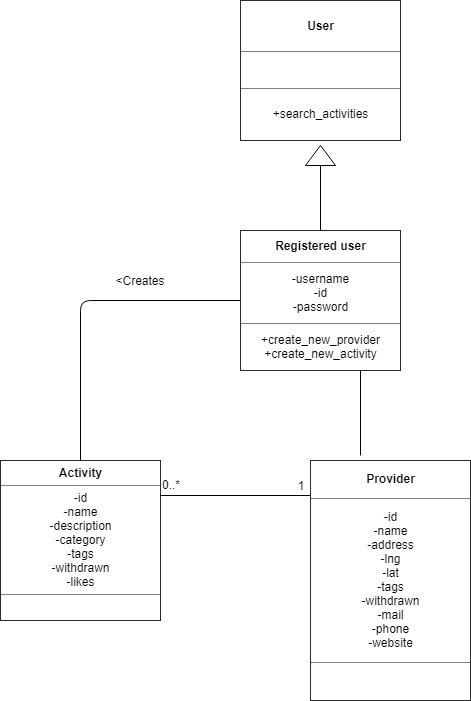 User
+search_activities
Registered user
-username
-id
-password
+create_new_provider
+create_new_activity
<Creates
Activity
-id
-name
-description
-category
-tags
-withdrawn
-likes
0..*
1
Provider
-id
-name
-address
-lng
-lat
-tags
-withdrawn
-mail
-phone
-website